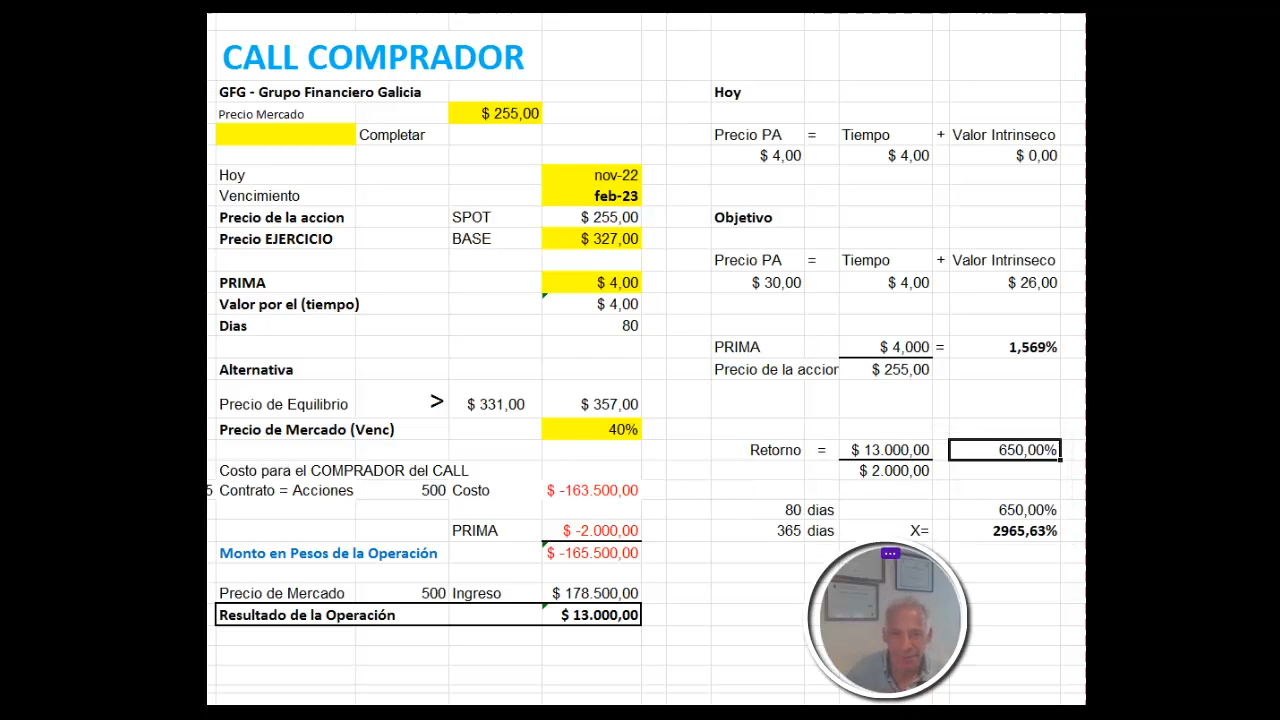 CALL COMPRADOR
GFG - Grupo Financiero Galicia
Precio Mercado $ 255,00
Completar
Hoy nov-22
Vencimiento feb-23
Precio de la accion SPOT $ 255,00
Precio EJERCICIO BASE $ 327,00
PRIMA $ 4,00
Valor por el (tiempo) $ 4,00
Dias 80
Alternativa
Precio de Equilibrio > $ 331,00 $ 357,00
Precio de Mercado (Venc) 40%
Costo para el COMPRADOR del CALL
5 Contrato = Acciones 500 Costo $ -163.500,00
PRIMA $ -2.000,00
Monto en Pesos de la Operación $ -165.500,00
Precio de Mercado 500 Ingreso $ 178.500,00
Resultado de la Operación $ 13.000,00
Hoy
Precio PA = Tiempo + Valor Intrinseco
$ 4,00 $ 4,00 $ 0,00
Objetivo
Precio PA = Tiempo + Valor Intrinseco
$ 30,00 $ 4,00 $ 26,00
PRIMA $ 4,000 = 1,569%
Precio de la accion $ 255,00
Retorno = $ 13.000,00 650,00%
$ 2.000,00
80 dias 650,00%
365 dias X= 2965,63%